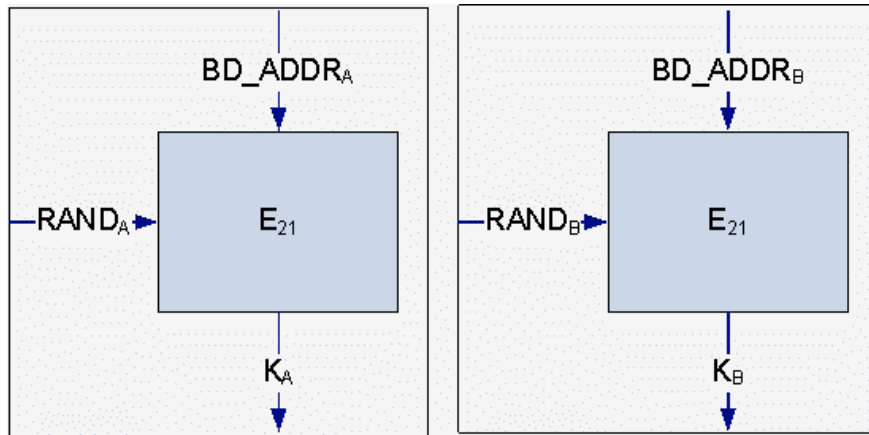 BD_ADDRA
RANDA
E21
KA
BD_ADDRB
RANDB
E21
KB